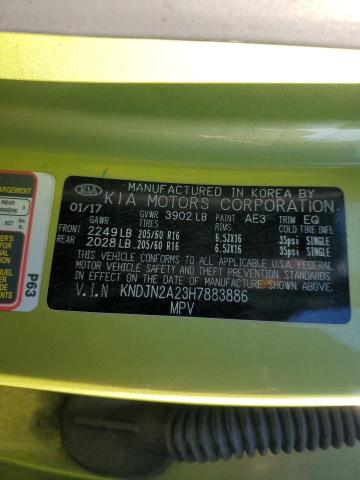 KIA
MANUFACTURED IN KOREA BY
KIA MOTORS CORPORATION
01/17 GVWR 3902 LB PAINT AE3 TRIM EQ
GAWR TIRES RIMS COLD TIRE INFL
FRONT 2249 LB 205/60 R16 6.5JX16 35psi SINGLE
REAR 2028 LB 205/60 R16 6.5JX16 35psi SINGLE
THIS VEHICLE CONFORMS TO ALL APPLICABLE U.S.A. FEDERAL
MOTOR VEHICLE SAFETY, BUMPER, AND THEFT PREVENTION STANDARDS
IN EFFECT ON THE DATE OF MANUFACTURE SHOWN ABOVE.
V.I.N KNDJN2A23H7883886
MPV
ARGEMENT
REAR
P63